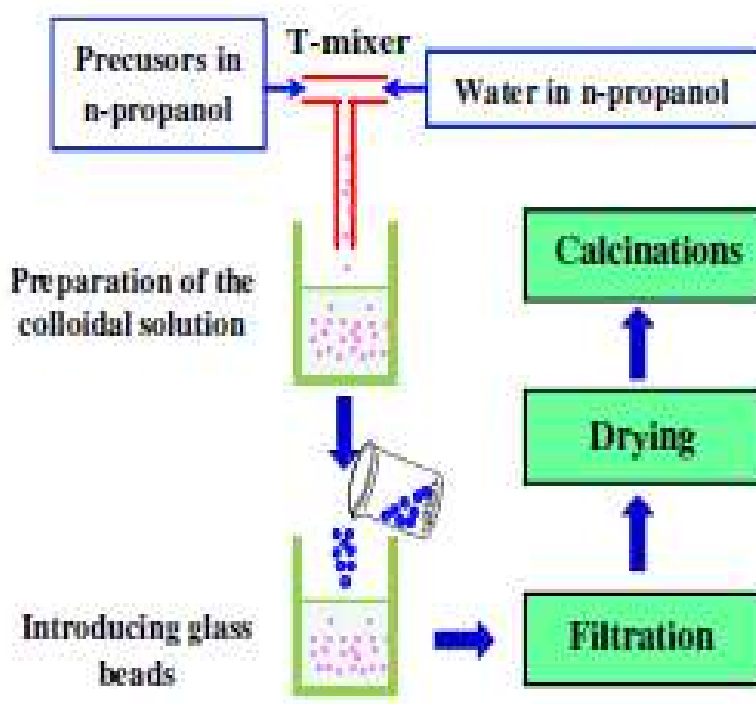 T-mixer
Precusors in
n-propanol
Water in n-propanol
Preparation of the
colloidal solution
Introducing glass
beads
Filtration
Drying
Calcinations